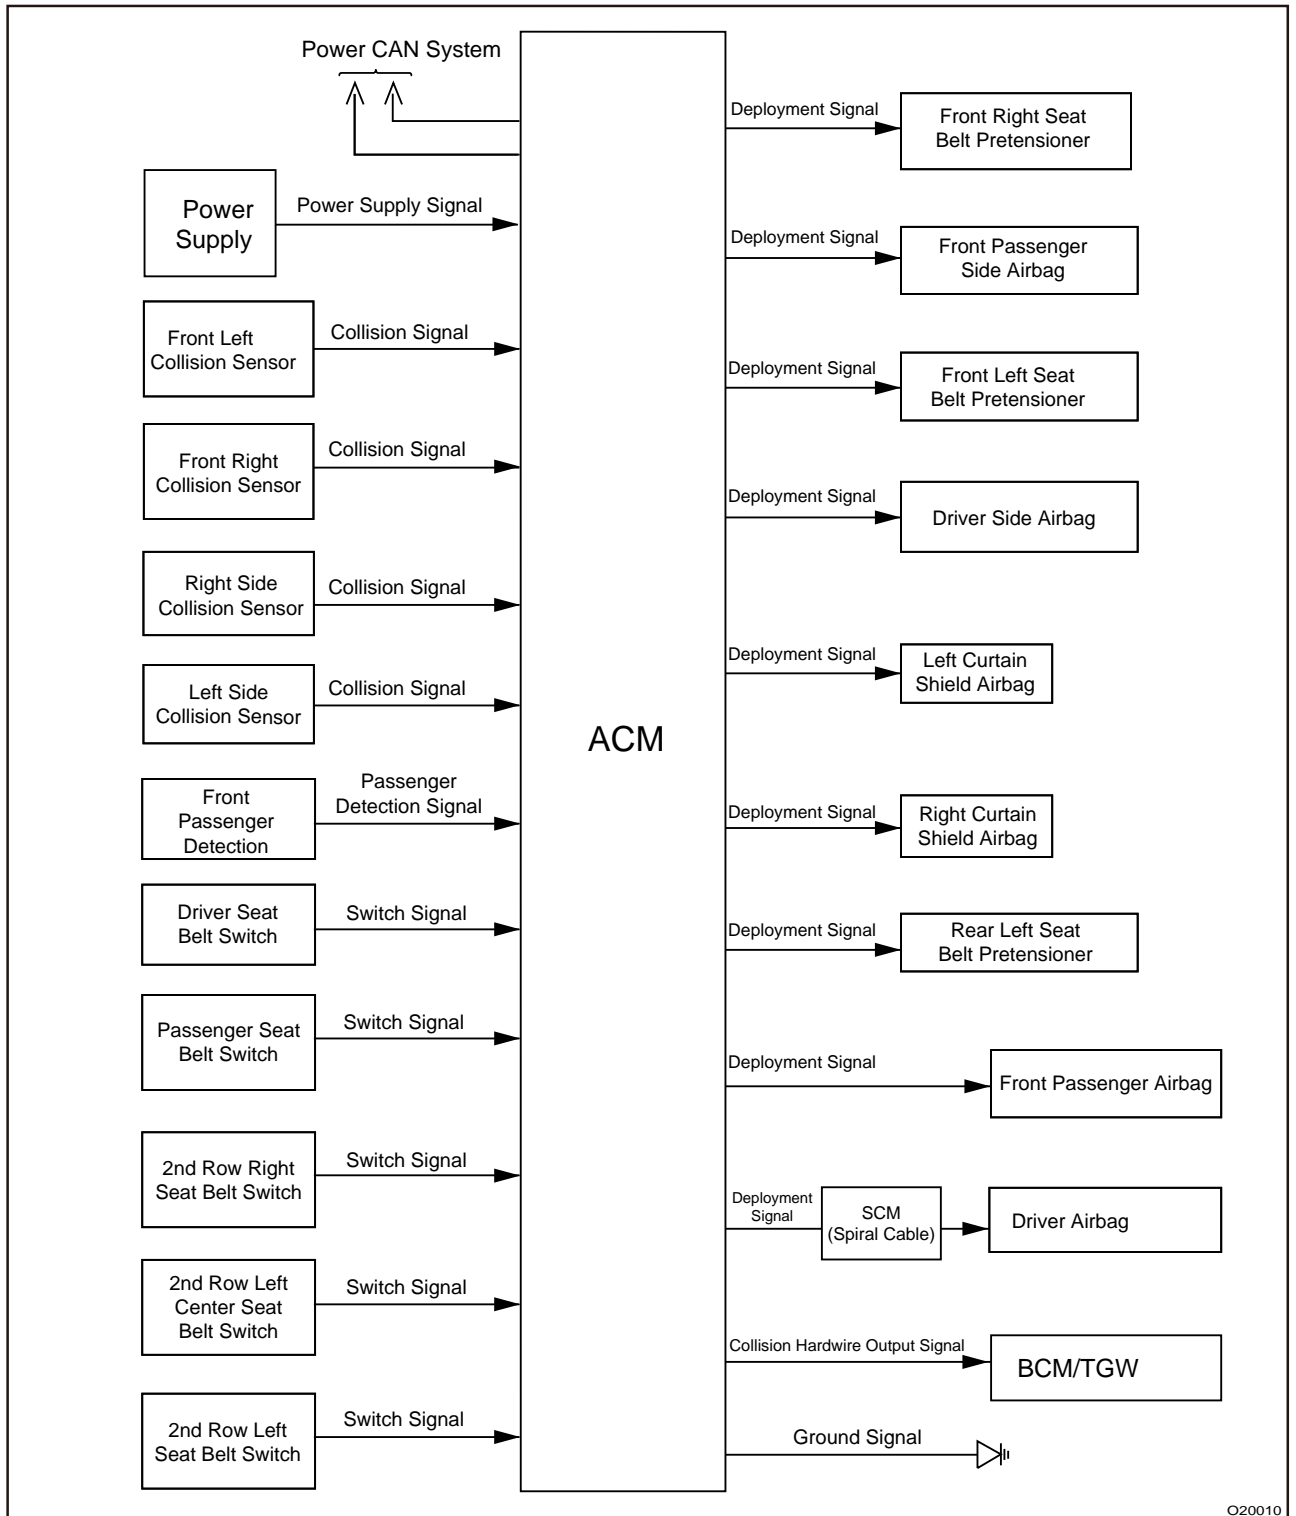 Power CAN System
Power
Supply
Power Supply Signal
Front Left
Collision Sensor
Collision Signal
Front Right
Collision Sensor
Collision Signal
Right Side
Collision Sensor
Collision Signal
Left Side
Collision Sensor
Collision Signal
Front
Passenger
Detection
Passenger
Detection Signal
Driver Seat
Belt Switch
Switch Signal
Passenger Seat
Belt Switch
Switch Signal
2nd Row Right
Seat Belt Switch
Switch Signal
2nd Row Left
Center Seat
Belt Switch
Switch Signal
2nd Row Left
Seat Belt Switch
Switch Signal
ACM
Deployment Signal
Front Right Seat
Belt Pretensioner
Deployment Signal
Front Passenger
Side Airbag
Deployment Signal
Front Left Seat
Belt Pretensioner
Deployment Signal
Driver Side Airbag
Deployment Signal
Left Curtain
Shield Airbag
Deployment Signal
Right Curtain
Shield Airbag
Deployment Signal
Rear Left Seat
Belt Pretensioner
Deployment Signal
Front Passenger Airbag
Deployment
Signal
SCM
(Spiral Cable)
Driver Airbag
Collision Hardwire Output Signal
BCM/TGW
Ground Signal
O20010